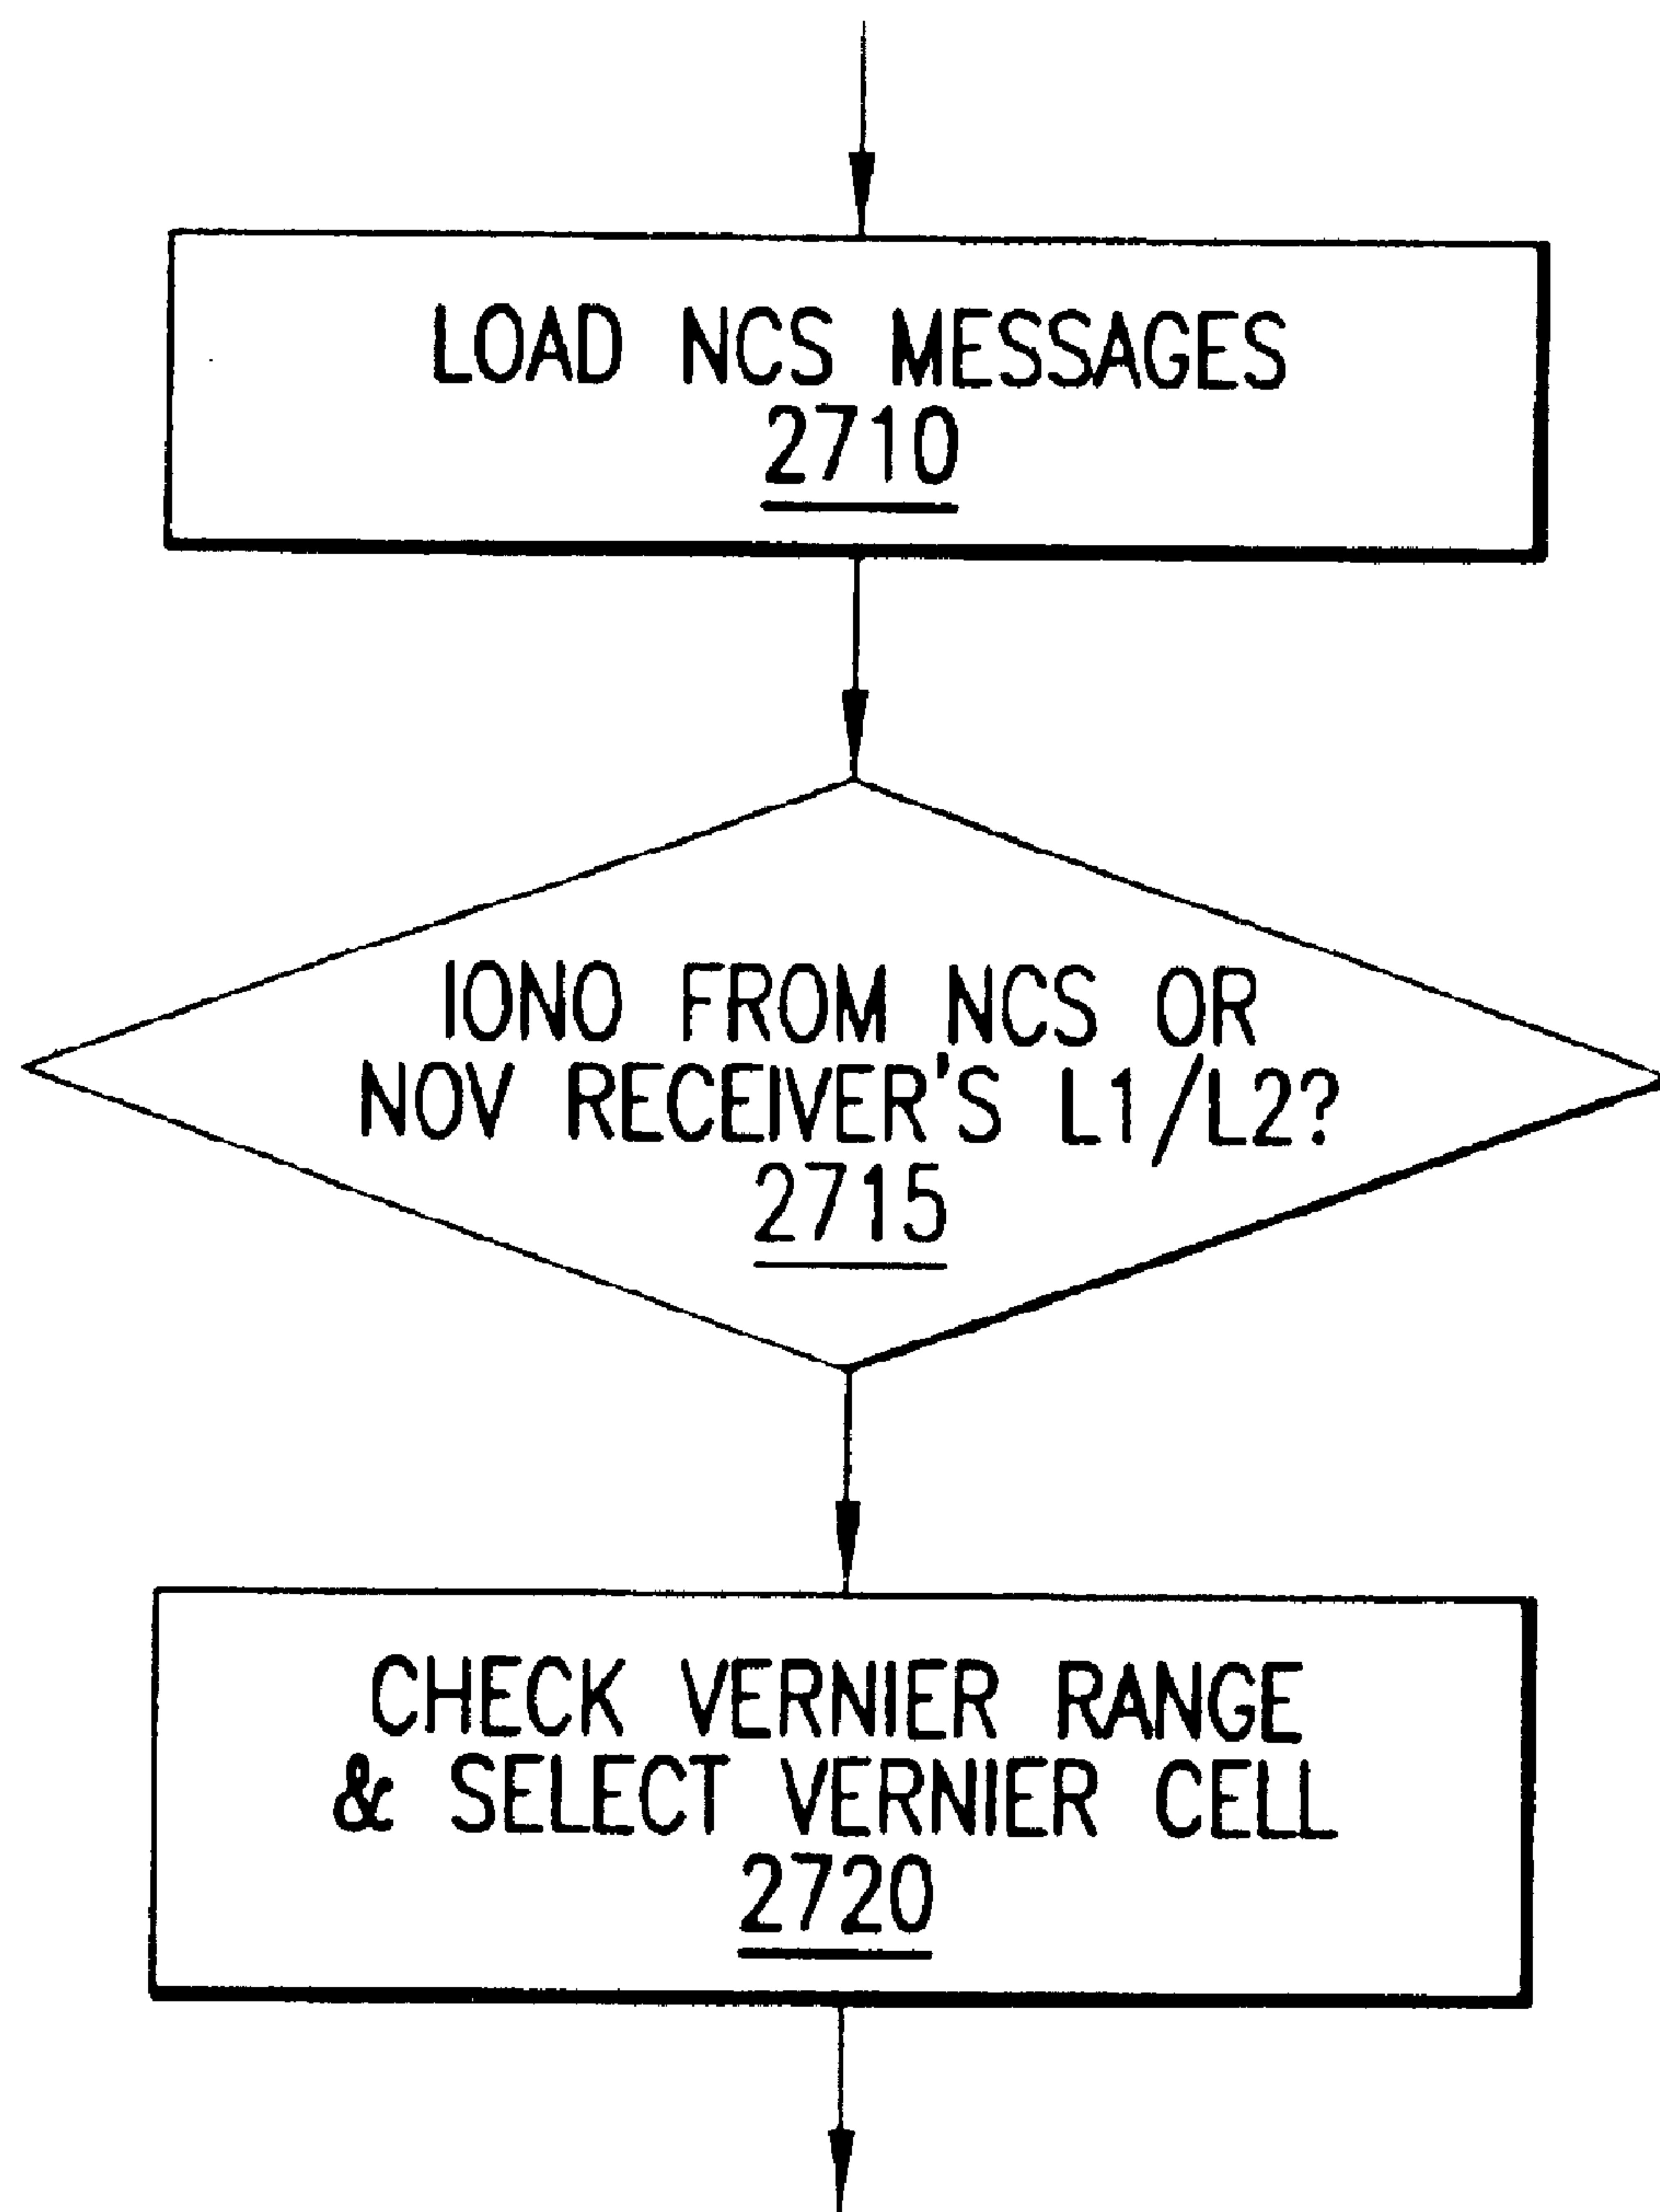 LOAD NCS MESSAGES
2710
IONO FROM NCS OR
NOV RECEIVER'S L1/L2?
2715
CHECK VERNIER RANGE
& SELECT VERNIER CELL
2720